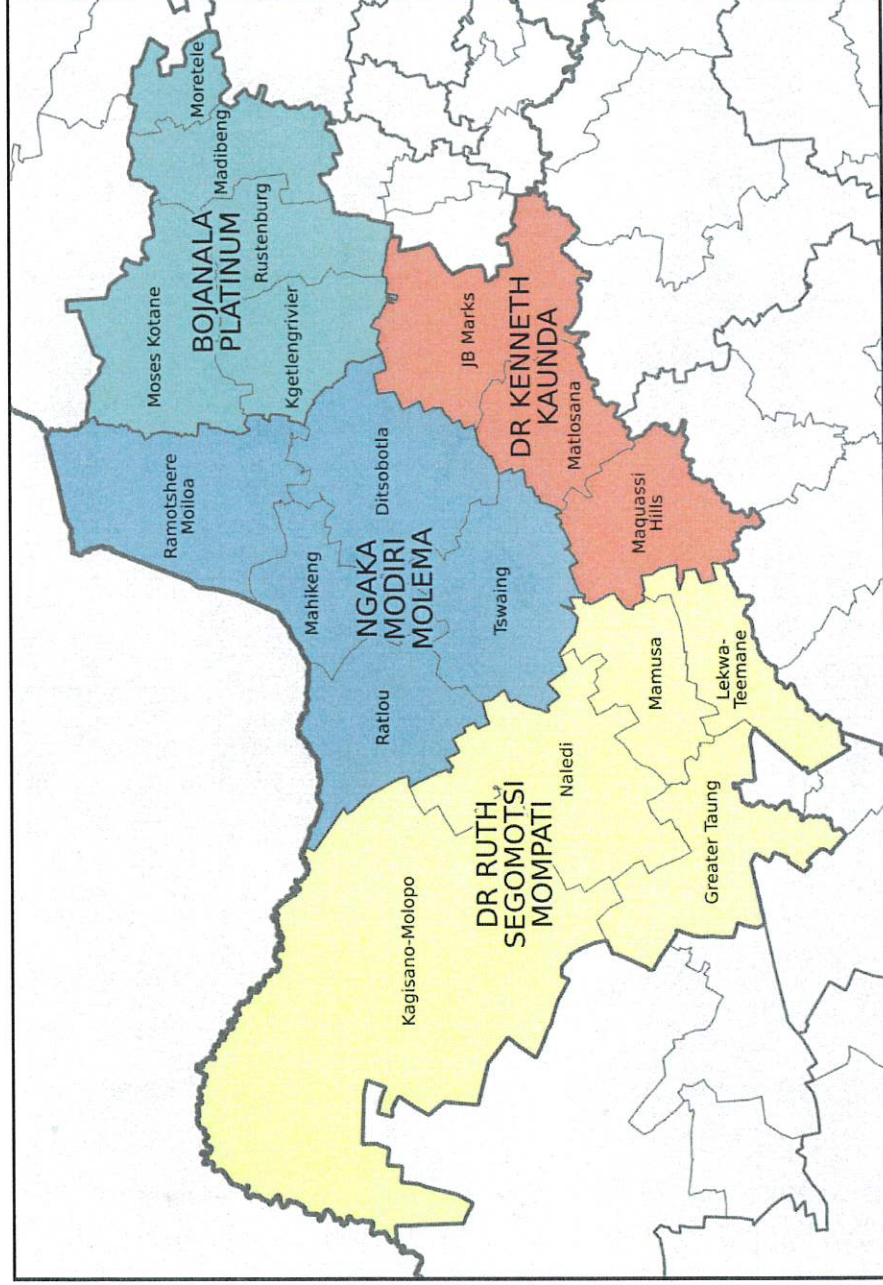 Moretele
Madibeng
Rustenburg
BOJANALA
PLATINUM
Moses Kotane
Kgetlengrivier
JB Marks
DR KENNETH
KAUNDA
Matlosana
Maquassi
Hills
Ramotshere
Moiloa
Ditsobotla
Mahikeng
NGAKA
MODIRI
MOLEMA
Tswaing
Ratlou
Mamusa
Lekwa-
Teemane
Naledi
DR RUTH
SEGOMOTSI
MOMPATI
Greater Taung
Kagisano-Molopo